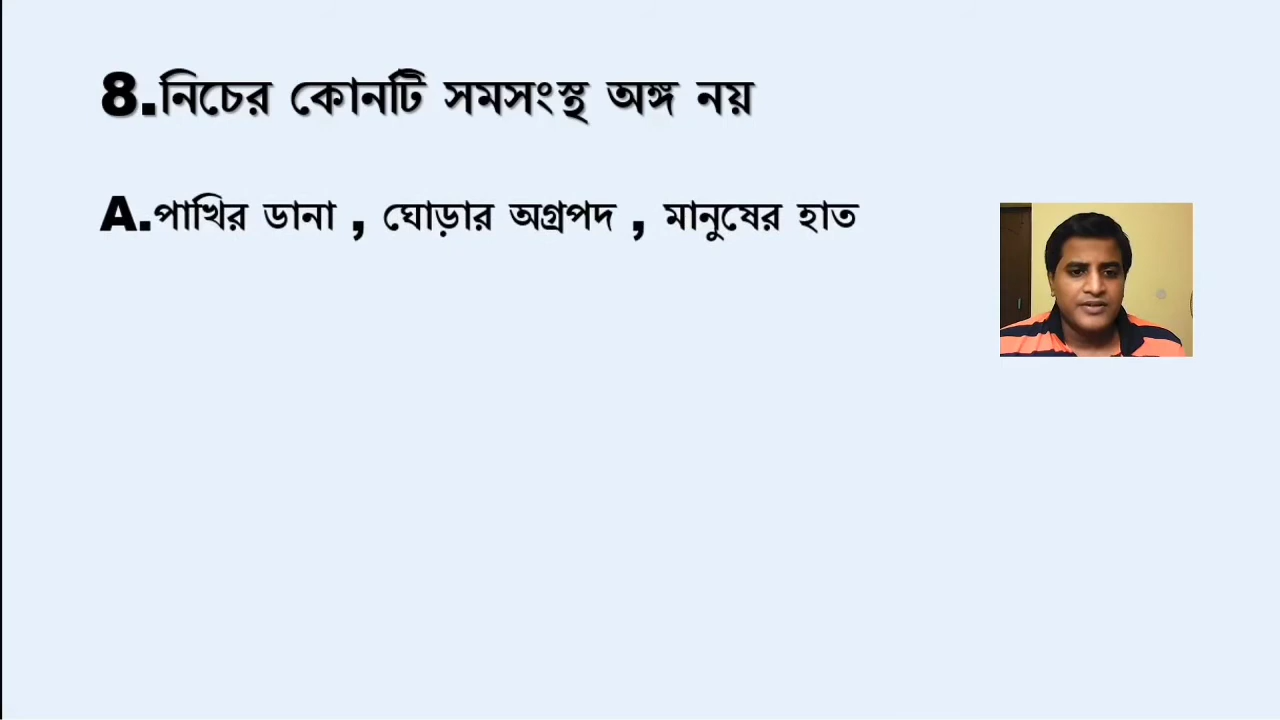 8.নিচের কোনটি সমসংস্থ অঙ্গ নয়
A.পাখির ডানা , ঘোড়ার অগ্রপদ , মানুষের হাত